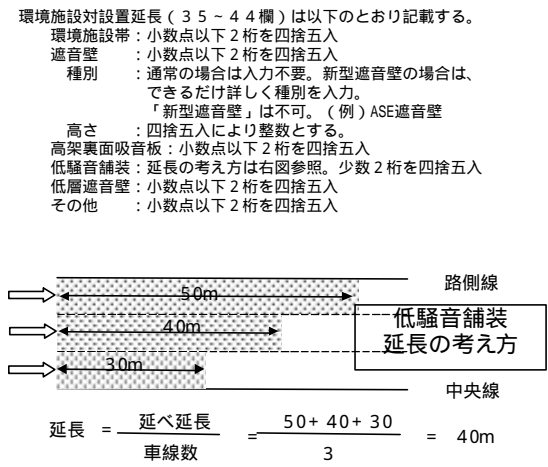 環境施設対設置延長(35~44欄)は以下のとおり記載する。
環境施設帯:小数点以下2桁を四捨五入
遮音壁 :小数点以下2桁を四捨五入
種別 :通常の場合は入力不要。新型遮音壁の場合は、
できるだけ詳しく種別を入力。
「新型遮音壁」は不可。(例)ASE遮音壁
高さ :四捨五入により整数とする。
高架裏面吸音板:小数点以下2桁を四捨五入
低騒音舗装:延長の考え方は右図参照。少数2桁を四捨五入
低層遮音壁:小数点以下2桁を四捨五入
その他 :小数点以下2桁を四捨五入
路側線
50m
低騒音舗装
延長の考え方
40m
30m
中央線
延長 = 延べ延長 / 車線数 = 50+40+30 / 3 = 40m